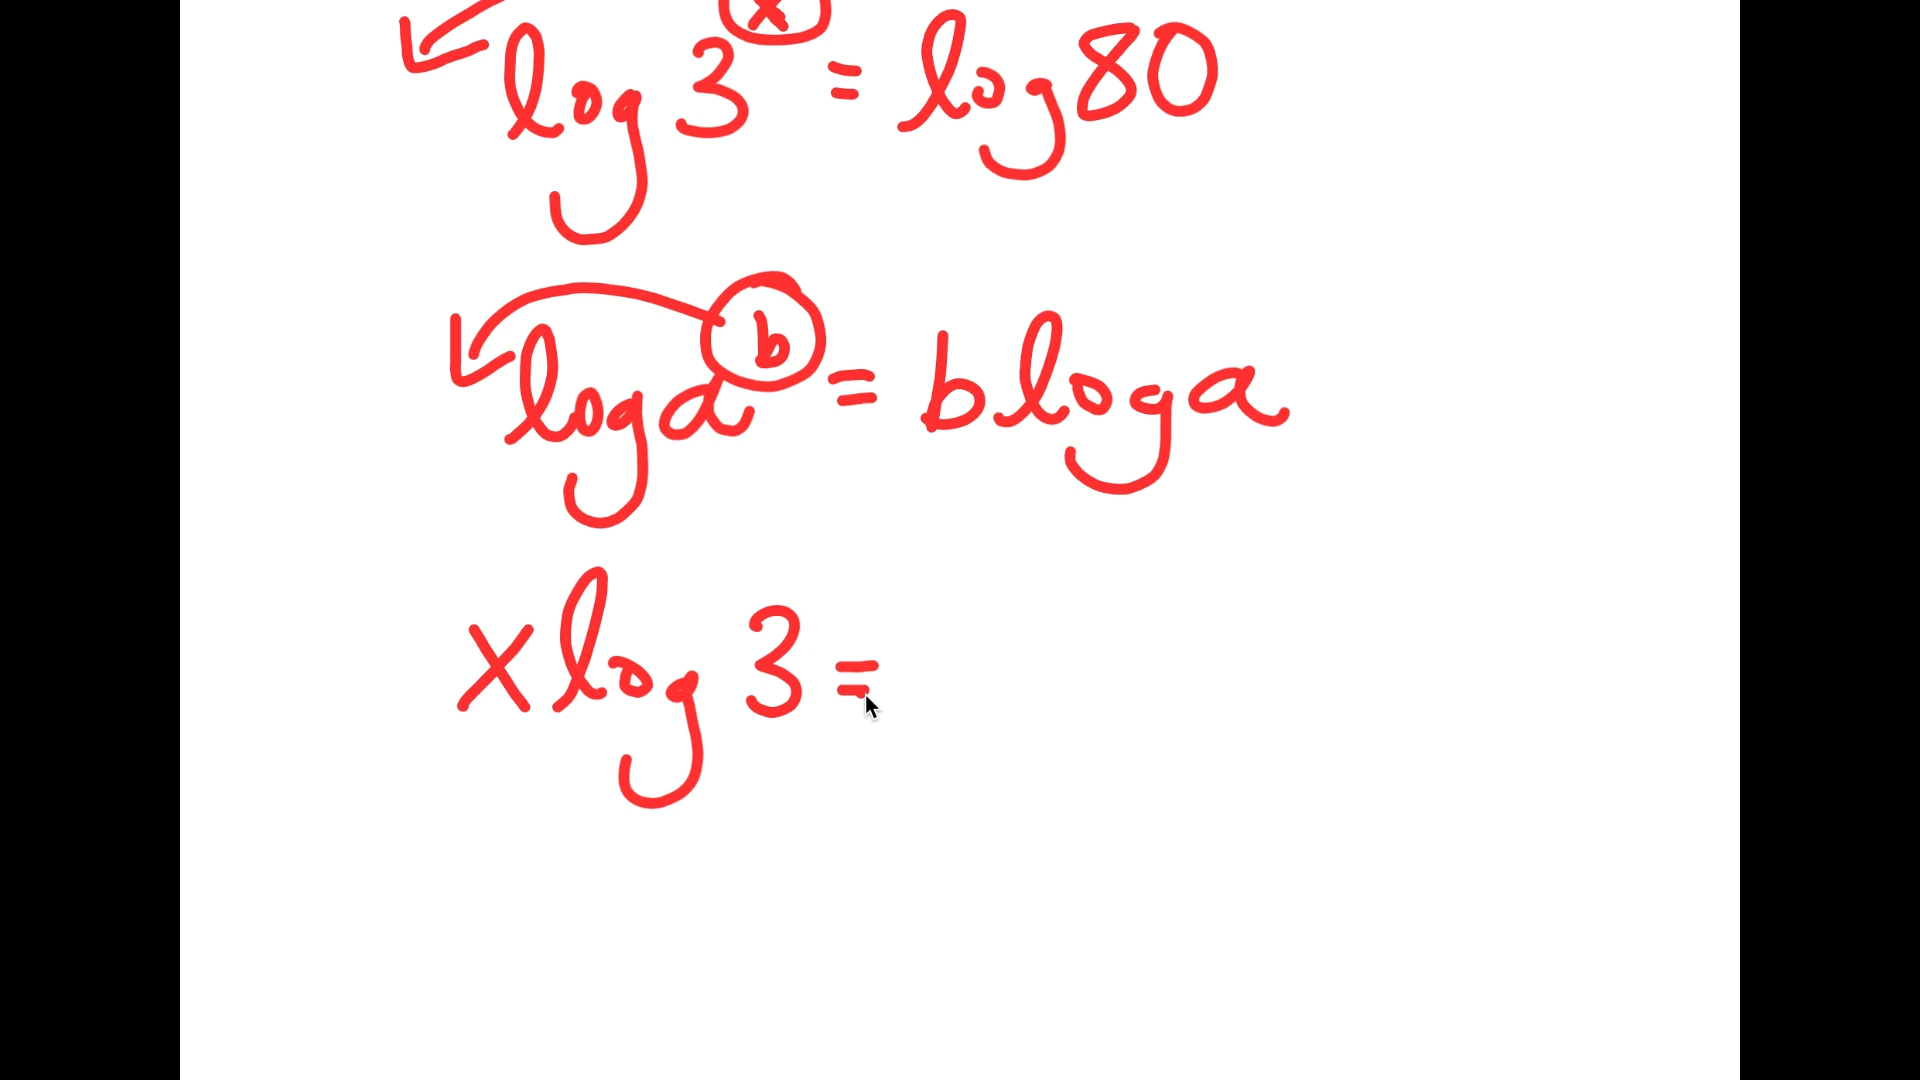 log 3^x = log 80
log a^b = b log a
x log 3 =